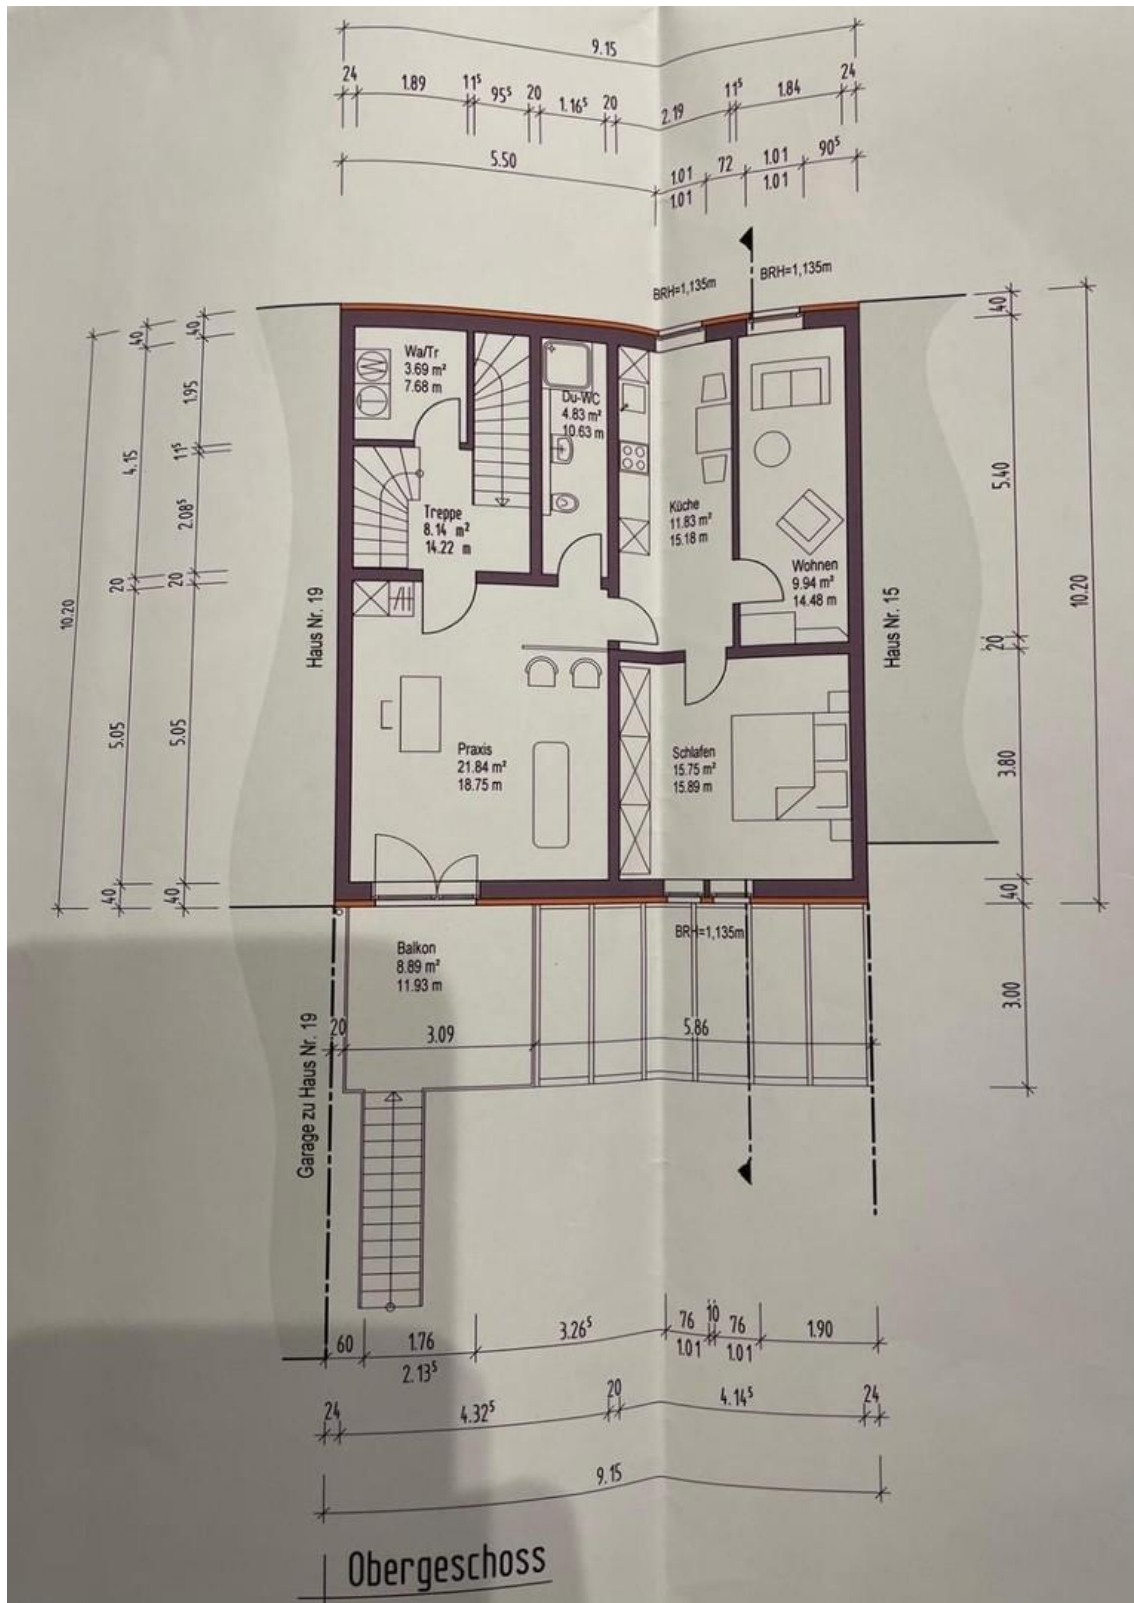 9.15
24 1.89 11⁵ 95⁵ 20 1.16⁵ 20 2.19 11⁵ 1.84 24
5.50 1.01 72 1.01 90⁵
1.01 1.01
BRH=1,135m BRH=1,135m
40 40 40
10.20 4.15 1.95 11⁵ 2.08⁵
20 20
5.05 5.05
40 40
Haus Nr. 19
Wa/Tr
3.69 m²
7.68 m
Treppe
8.14 m²
14.22 m
Du-WC
4.83 m²
10.63 m
Küche
11.83 m²
15.18 m
Wohnen
9.94 m²
14.48 m
Haus Nr. 15
5.40
20
3.80
40
3.00
10.20
Praxis
21.84 m²
18.75 m
Schlafen
15.75 m²
15.89 m
Balkon
8.89 m²
11.93 m
BRH=1,135m
20 3.09 5.86
Garage zu Haus Nr. 19
60 1.76 3.26⁵ 76 10 76 1.90
2.13⁵ 1.01 1.01
24 4.32⁵ 20 4.14⁵ 24
9.15
Obergeschoss